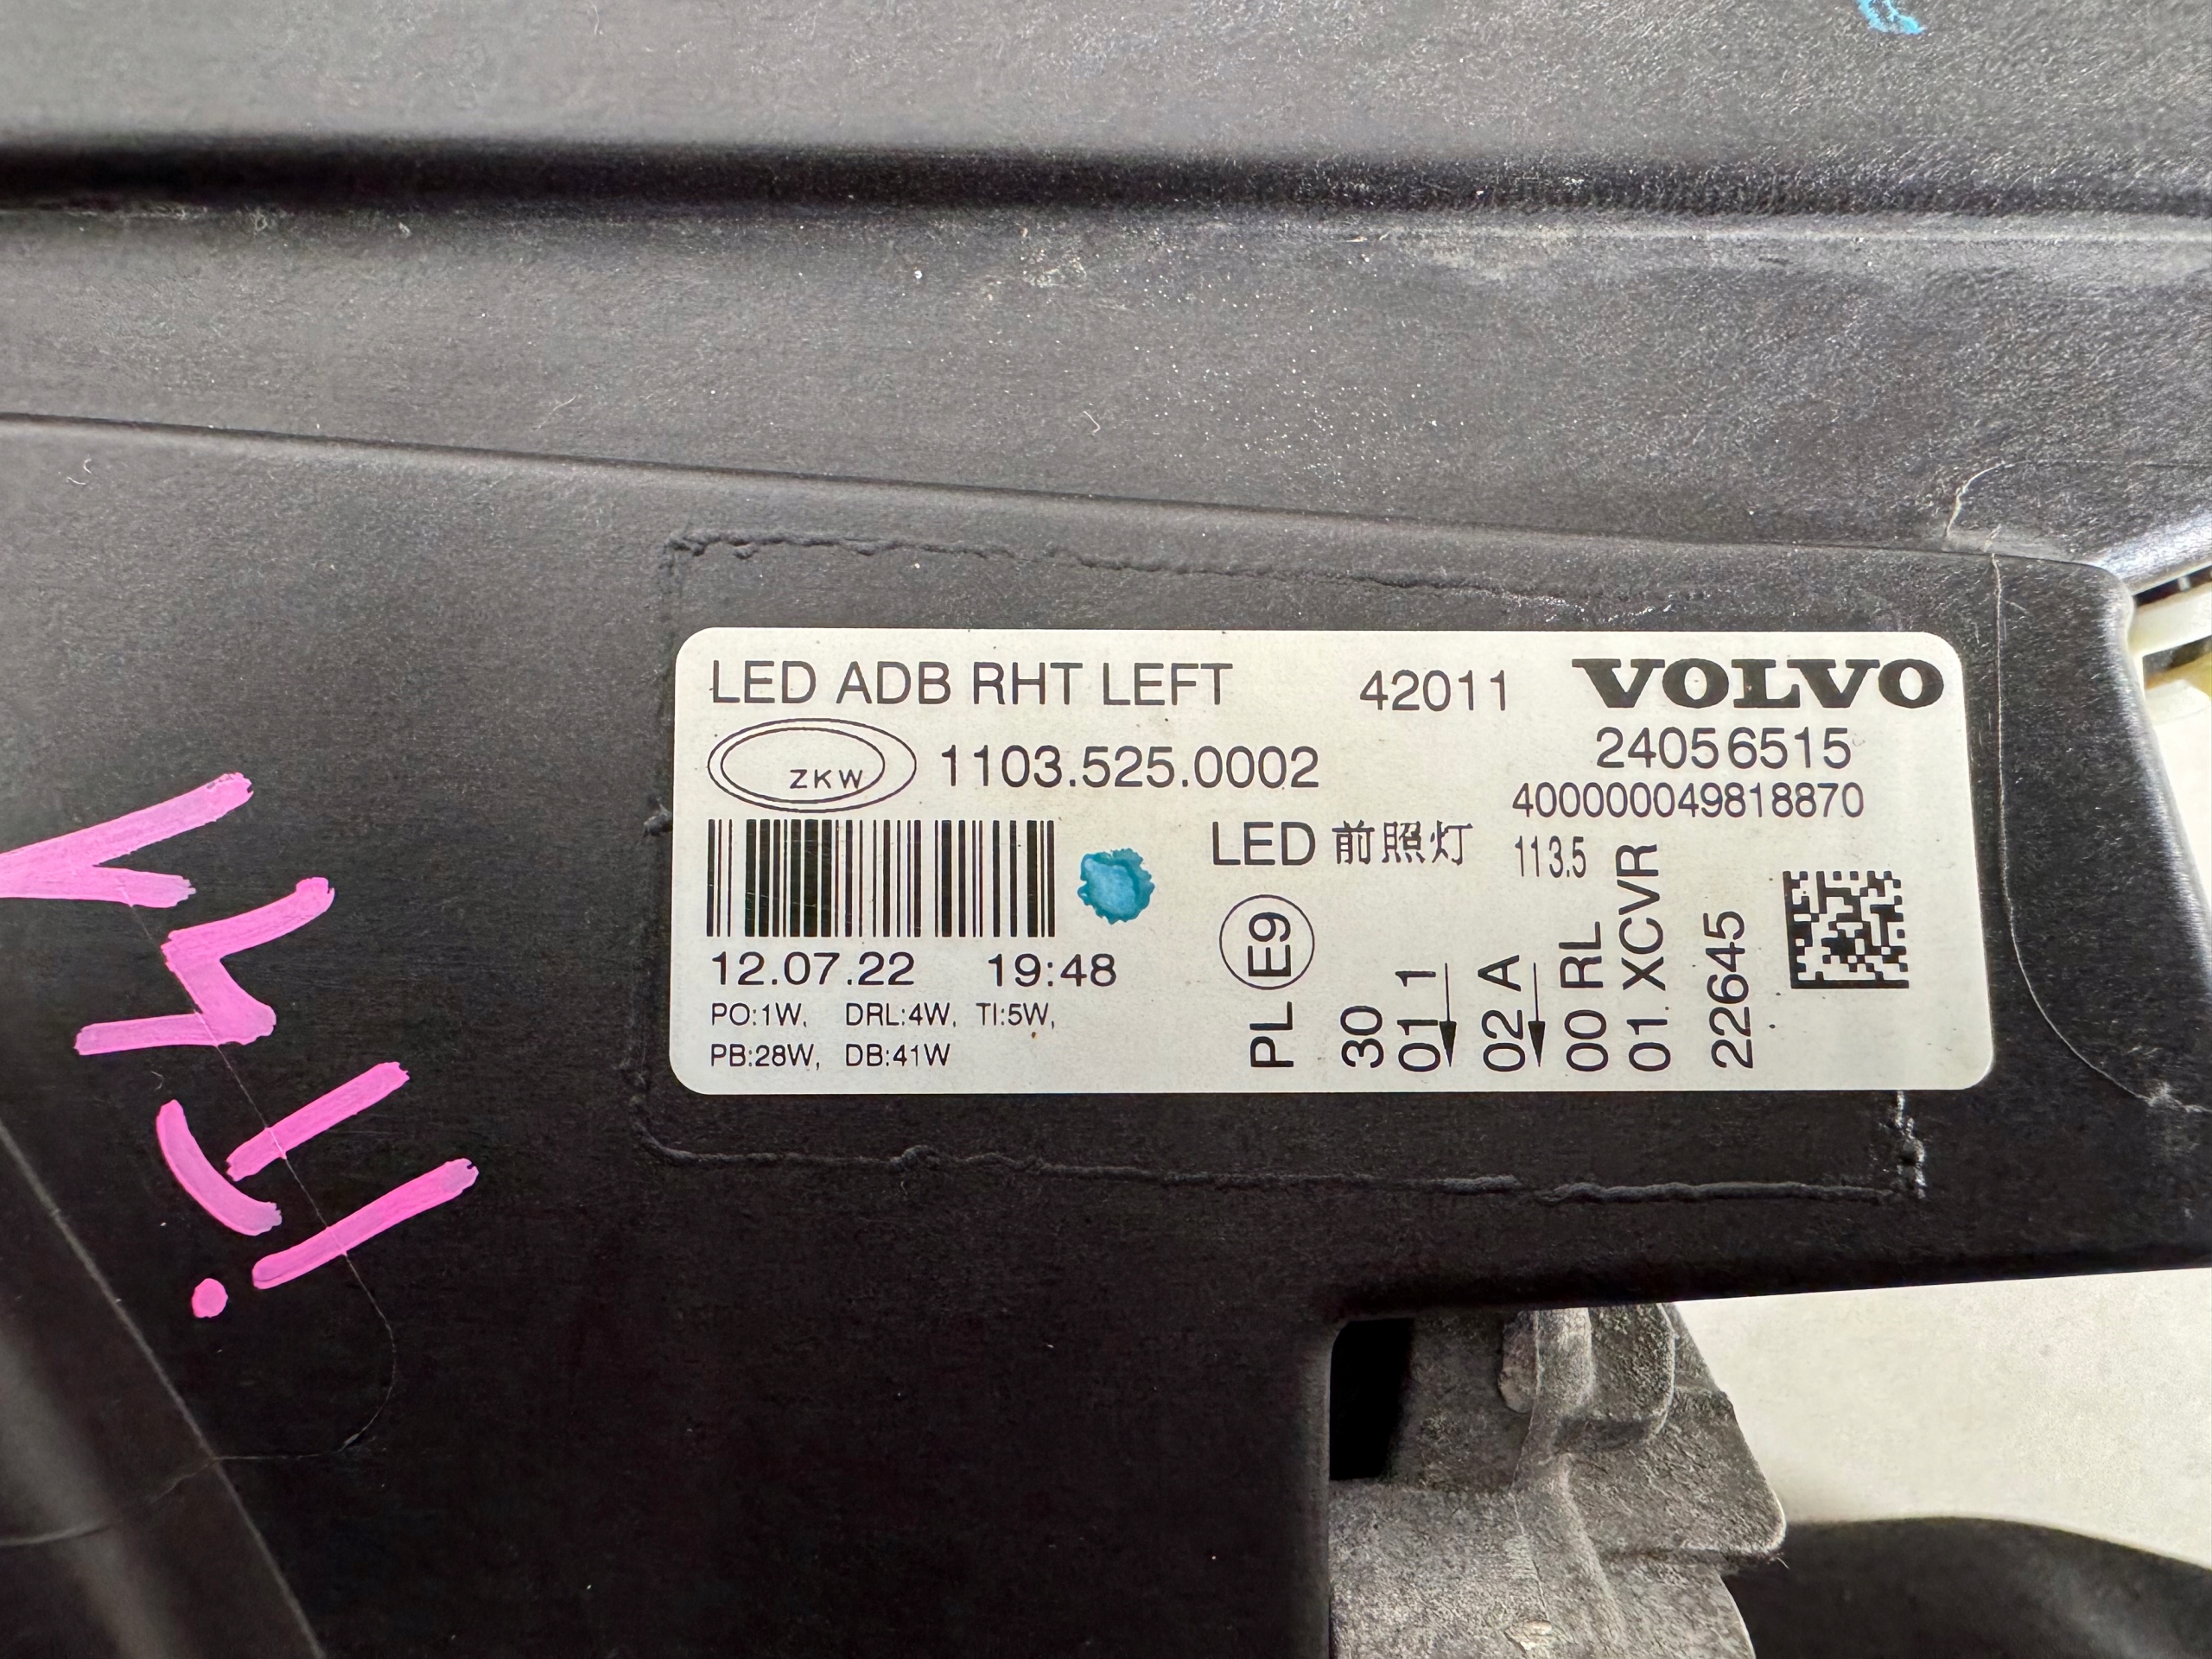 LED ADB RHT LEFT 42011 VOLVO
ZKW 1103.525.0002 24056515
400000049818870
LED 前照灯 113.5
12.07.22 19:48
PO:1W, DRL:4W, TI:5W,
PB:28W, DB:41W
PL E9
30
01 1
02 A
00 RL
01 XCVR
22645